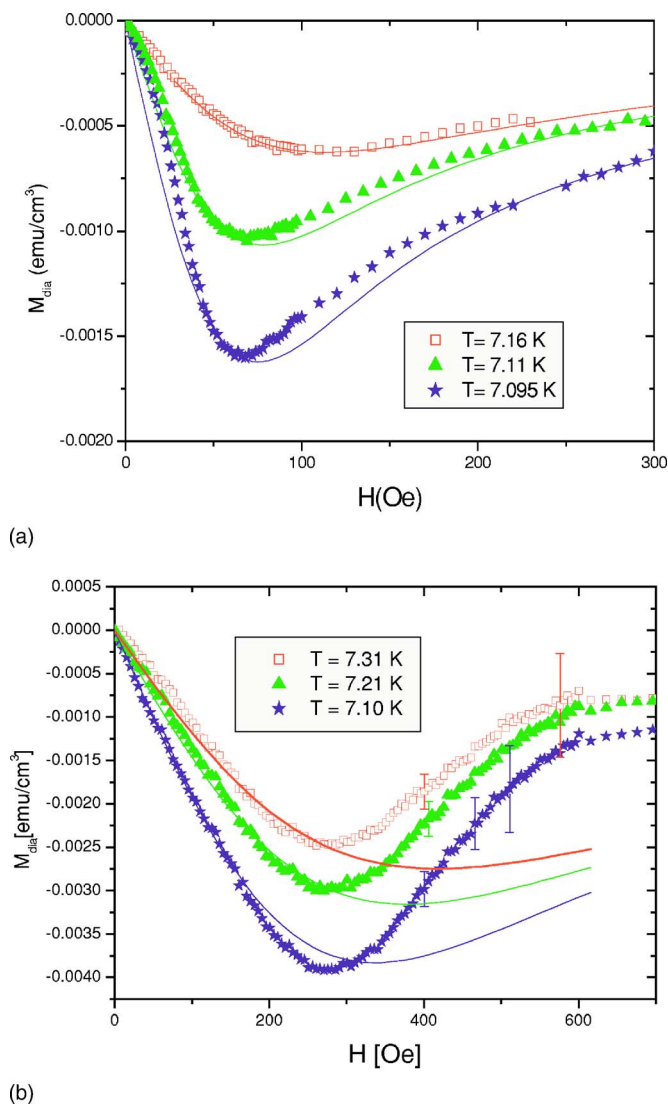 0.0000
-0.0005
-0.0010
-0.0015
-0.0020
M_dia (emu/cm³)
T= 7.16 K
T= 7.11 K
T= 7.095 K
0
100
200
300
H(Oe)
(a)
0.0005
0.0000
-0.0005
-0.0010
-0.0015
-0.0020
-0.0025
-0.0030
-0.0035
-0.0040
M_dia[emu/cm³]
T = 7.31 K
T = 7.21 K
T = 7.10 K
0
200
400
600
H [Oe]
(b)